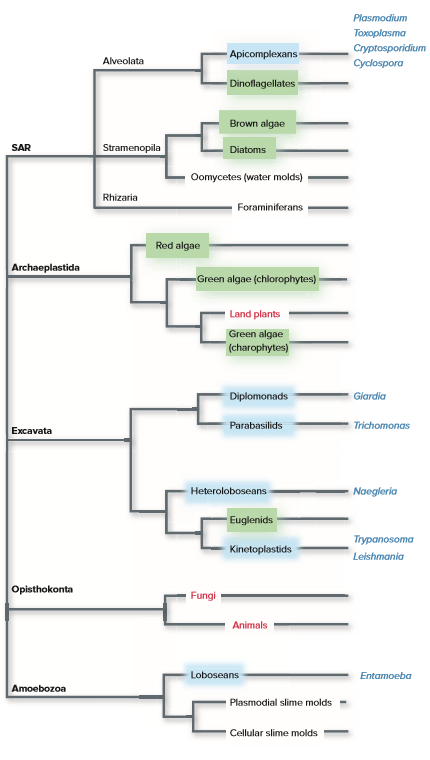 Plasmodium
Toxoplasma
Cryptosporidium
Cyclospora
Apicomplexans
Alveolata
Dinoflagellates
Brown algae
SAR
Stramenopila
Diatoms
Oomycetes (water molds)
Rhizaria
Foraminiferans
Red algae
Archaeplastida
Green algae (chlorophytes)
Land plants
Green algae
(charophytes)
Diplomonads
Giardia
Parabasilids
Trichomonas
Excavata
Heteroloboseans
Naegleria
Euglenids
Kinetoplastids
Trypanosoma
Leishmania
Opisthokonta
Fungi
Animals
Loboseans
Entamoeba
Amoebozoa
Plasmodial slime molds
Cellular slime molds